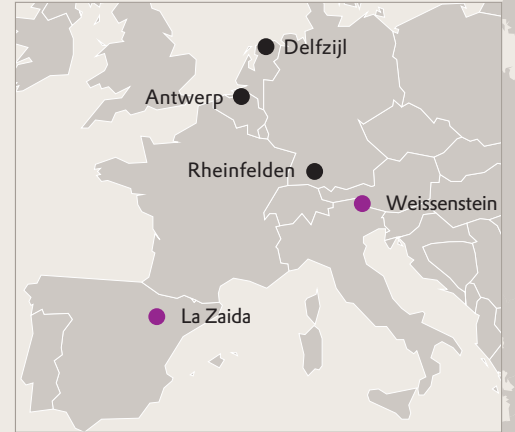 Delfzijl
Antwerp
Rheinfelden
Weissenstein
La Zaida